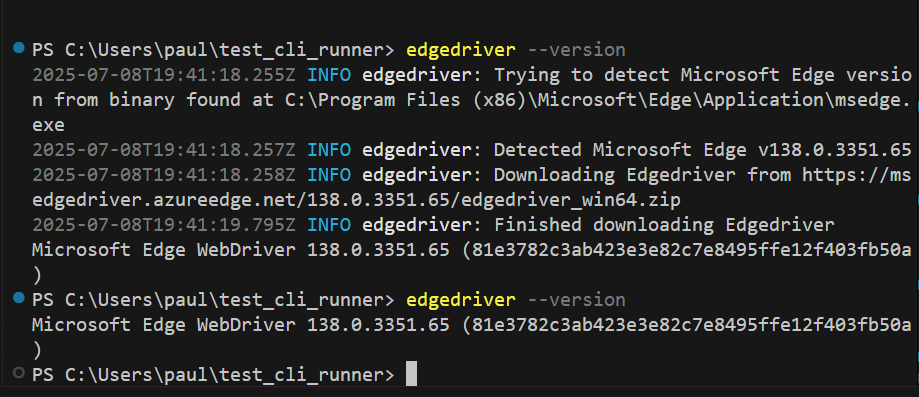 PS C:\Users\paul\test_cli_runner> edgedriver --version
2025-07-08T19:41:18.255Z INFO edgedriver: Trying to detect Microsoft Edge versio
n from binary found at C:\Program Files (x86)\Microsoft\Edge\Application\msedge.
exe
2025-07-08T19:41:18.257Z INFO edgedriver: Detected Microsoft Edge v138.0.3351.65
2025-07-08T19:41:18.258Z INFO edgedriver: Downloading Edgedriver from https://ms
edgedriver.azureedge.net/138.0.3351.65/edgedriver_win64.zip
2025-07-08T19:41:19.795Z INFO edgedriver: Finished downloading Edgedriver
Microsoft Edge WebDriver 138.0.3351.65 (81e3782c3ab423e3e82c7e8495ffe12f403fb50a
)
PS C:\Users\paul\test_cli_runner> edgedriver --version
Microsoft Edge WebDriver 138.0.3351.65 (81e3782c3ab423e3e82c7e8495ffe12f403fb50a
)
PS C:\Users\paul\test_cli_runner>